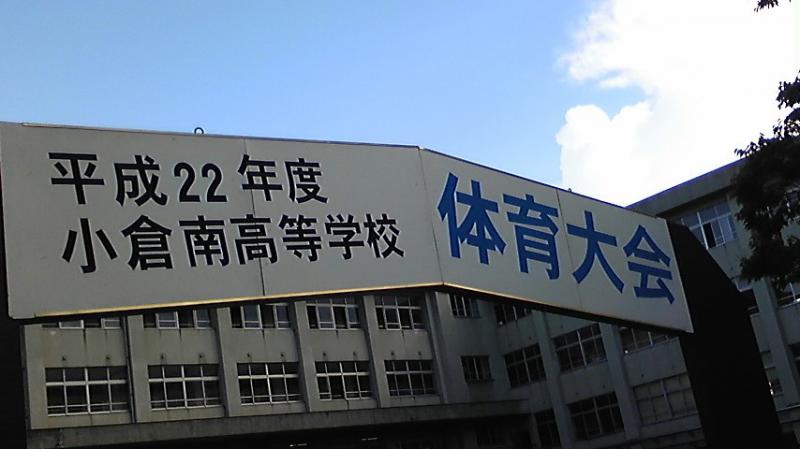 平成22年度
小倉南高等学校
体育大会